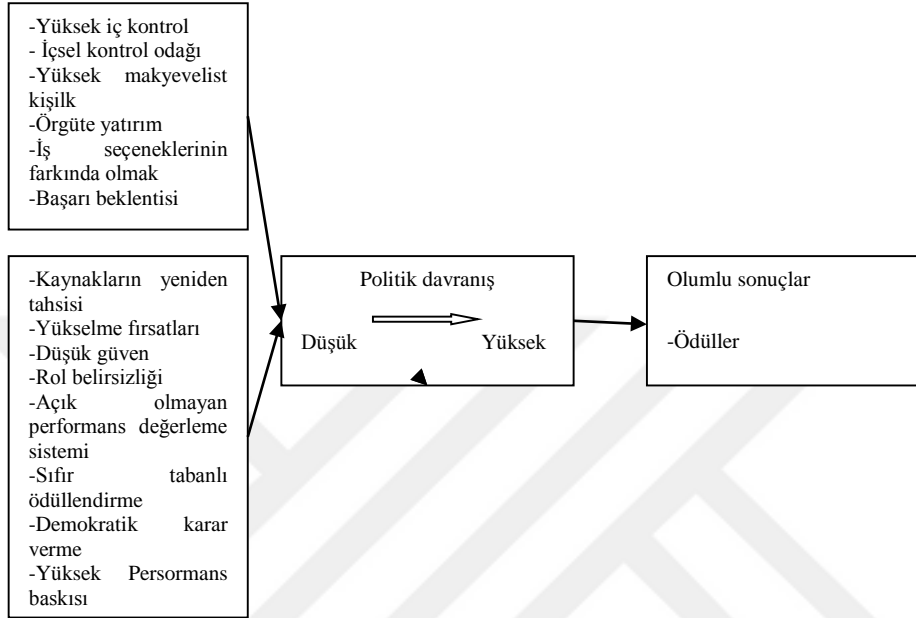 -Yüksek iç kontrol
- İçsel kontrol odağı
-Yüksek makyevelist
kişilk
-Örgüte yatırım
-İş seçeneklerinin
farkında olmak
-Başarı beklentisi
-Kaynakların yeniden
tahsisi
-Yükselme fırsatları
-Düşük güven
-Rol belirsizliği
-Açık olmayan
performans değerleme
sistemi
-Sıfır tabanlı
ödüllendirme
-Demokratik karar
verme
-Yüksek Persormans
baskısı
Politik davranış
Düşük Yüksek
Olumlu sonuçlar
-Ödüller